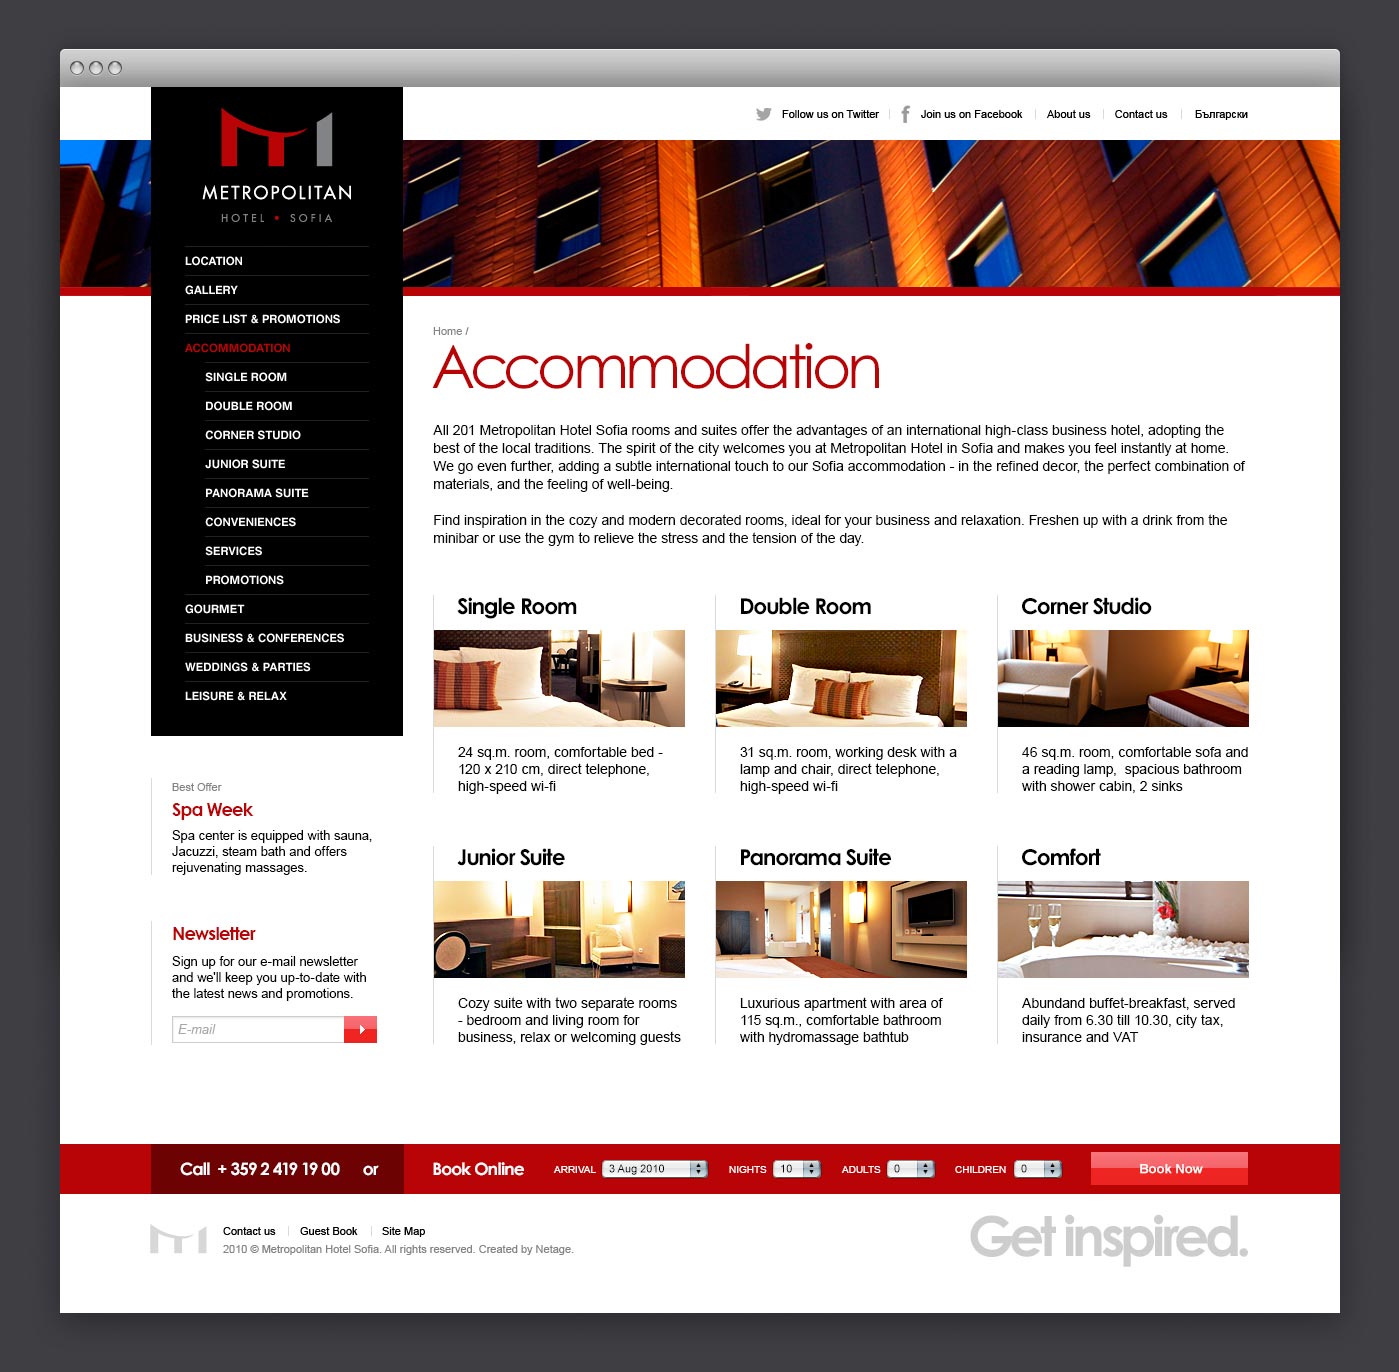 METROPOLITAN
HOTEL • SOFIA
Follow us on Twitter
Join us on Facebook
About us
Contact us
Български
LOCATION
GALLERY
PRICE LIST & PROMOTIONS
ACCOMMODATION
SINGLE ROOM
DOUBLE ROOM
CORNER STUDIO
JUNIOR SUITE
PANORAMA SUITE
CONVENIENCES
SERVICES
PROMOTIONS
GOURMET
BUSINESS & CONFERENCES
WEDDINGS & PARTIES
LEISURE & RELAX
Best Offer
Spa Week
Spa center is equipped with sauna,
Jacuzzi, steam bath and offers
rejuvenating massages.
Newsletter
Sign up for our e-mail newsletter
and we'll keep you up-to-date with
the latest news and promotions.
E-mail
Home /
Accommodation
All 201 Metropolitan Hotel Sofia rooms and suites offer the advantages of an international high-class business hotel, adopting the
best of the local traditions. The spirit of the city welcomes you at Metropolitan Hotel in Sofia and makes you feel instantly at home.
We go even further, adding a subtle international touch to our Sofia accommodation - in the refined decor, the perfect combination of
materials, and the feeling of well-being.
Find inspiration in the cozy and modern decorated rooms, ideal for your business and relaxation. Freshen up with a drink from the
minibar or use the gym to relieve the stress and the tension of the day.
Single Room
24 sq.m. room, comfortable bed -
120 x 210 cm, direct telephone,
high-speed wi-fi
Double Room
31 sq.m. room, working desk with a
lamp and chair, direct telephone,
high-speed wi-fi
Corner Studio
46 sq.m. room, comfortable sofa and
a reading lamp, spacious bathroom
with shower cabin, 2 sinks
Junior Suite
Cozy suite with two separate rooms
- bedroom and living room for
business, relax or welcoming guests
Panorama Suite
Luxurious apartment with area of
115 sq.m., comfortable bathroom
with hydromassage bathtub
Comfort
Abundand buffet-breakfast, served
daily from 6.30 till 10.30, city tax,
insurance and VAT
Call + 359 2 419 19 00 or
Book Online
ARRIVAL 3 Aug 2010
NIGHTS 10
ADULTS 0
CHILDREN 0
Book Now
Contact us
Guest Book
Site Map
2010 © Metropolitan Hotel Sofia. All rights reserved. Created by Netage.
Get inspired.